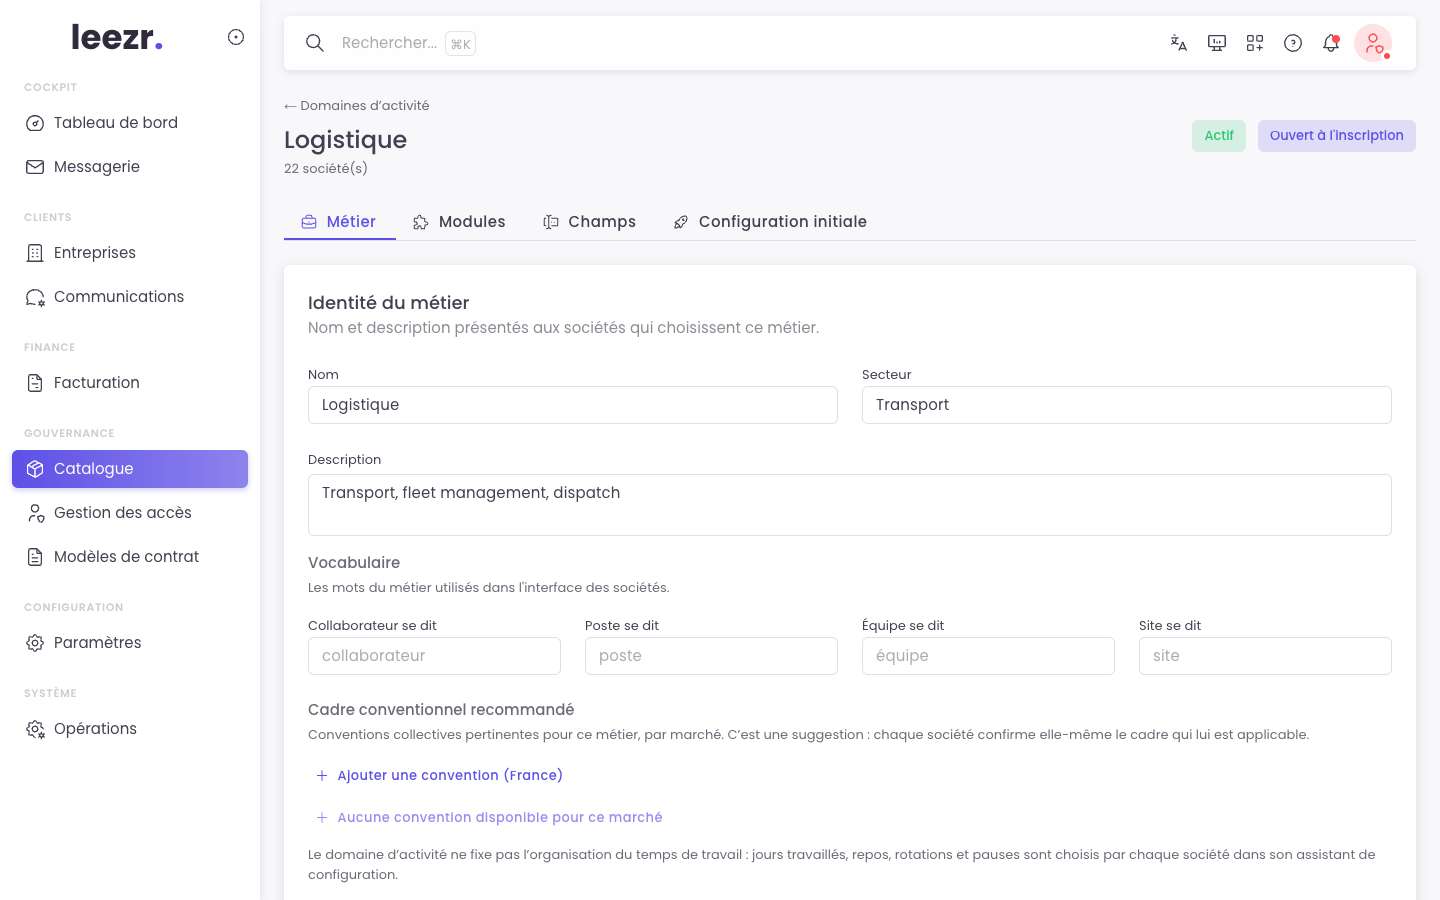 leezr.
COCKPIT
Tableau de bord
Messagerie
CLIENTS
Entreprises
Communications
FINANCE
Facturation
GOUVERNANCE
Catalogue
Gestion des accès
Modèles de contrat
CONFIGURATION
Paramètres
SYSTÈME
Opérations
Rechercher... ⌘K
← Domaines d’activité
Logistique
22 société(s)
Actif
Ouvert à l'inscription
Métier
Modules
Champs
Configuration initiale
Identité du métier
Nom et description présentés aux sociétés qui choisissent ce métier.
Nom
Secteur
Logistique
Transport
Description
Transport, fleet management, dispatch
Vocabulaire
Les mots du métier utilisés dans l'interface des sociétés.
Collaborateur se dit
Poste se dit
Équipe se dit
Site se dit
collaborateur
poste
équipe
site
Cadre conventionnel recommandé
Conventions collectives pertinentes pour ce métier, par marché. C’est une suggestion : chaque société confirme elle-même le cadre qui lui est applicable.
Ajouter une convention (France)
Aucune convention disponible pour ce marché
Le domaine d’activité ne fixe pas l’organisation du temps de travail : jours travaillés, repos, rotations et pauses sont choisis par chaque société dans son assistant de
configuration.